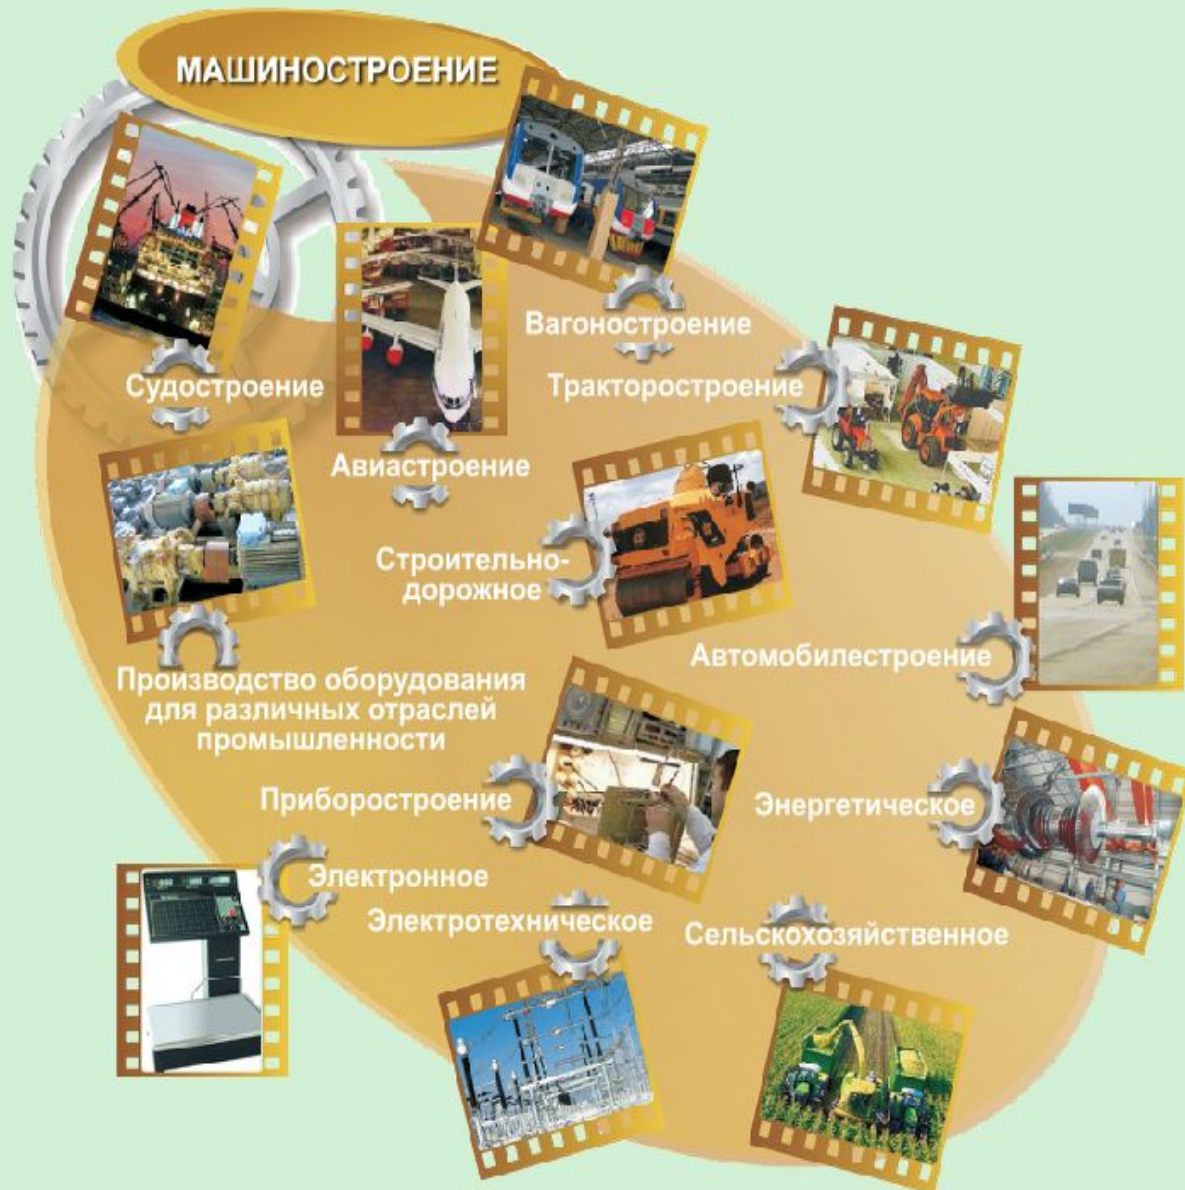 МАШИНОСТРОЕНИЕ
Вагоностроение
Судостроение
Тракторостроение
Авиастроение
Строительно-
дорожное
Автомобилестроение
Производство оборудования
для различных отраслей
промышленности
Приборостроение
Энергетическое
Электронное
Электротехническое
Сельскохозяйственное